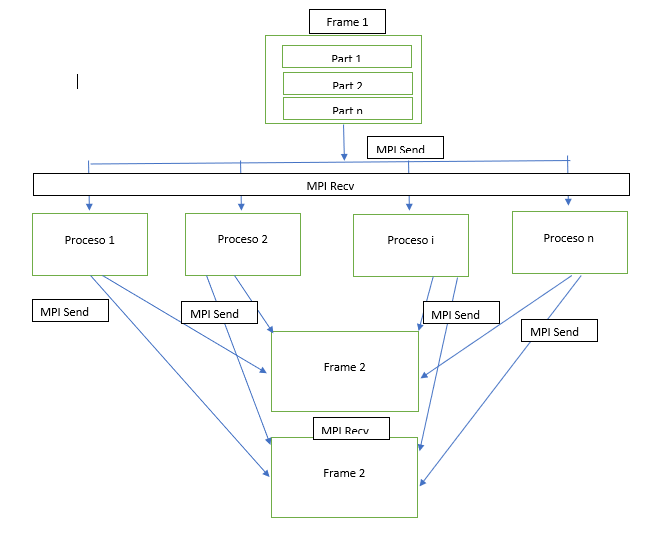 Frame 1
Part 1
Part 2
Part n
MPI Send
MPI Recv
Proceso 1
Proceso 2
Proceso i
Proceso n
MPI Send
MPI Send
MPI Send
MPI Send
Frame 2
MPI Recv
Frame 2